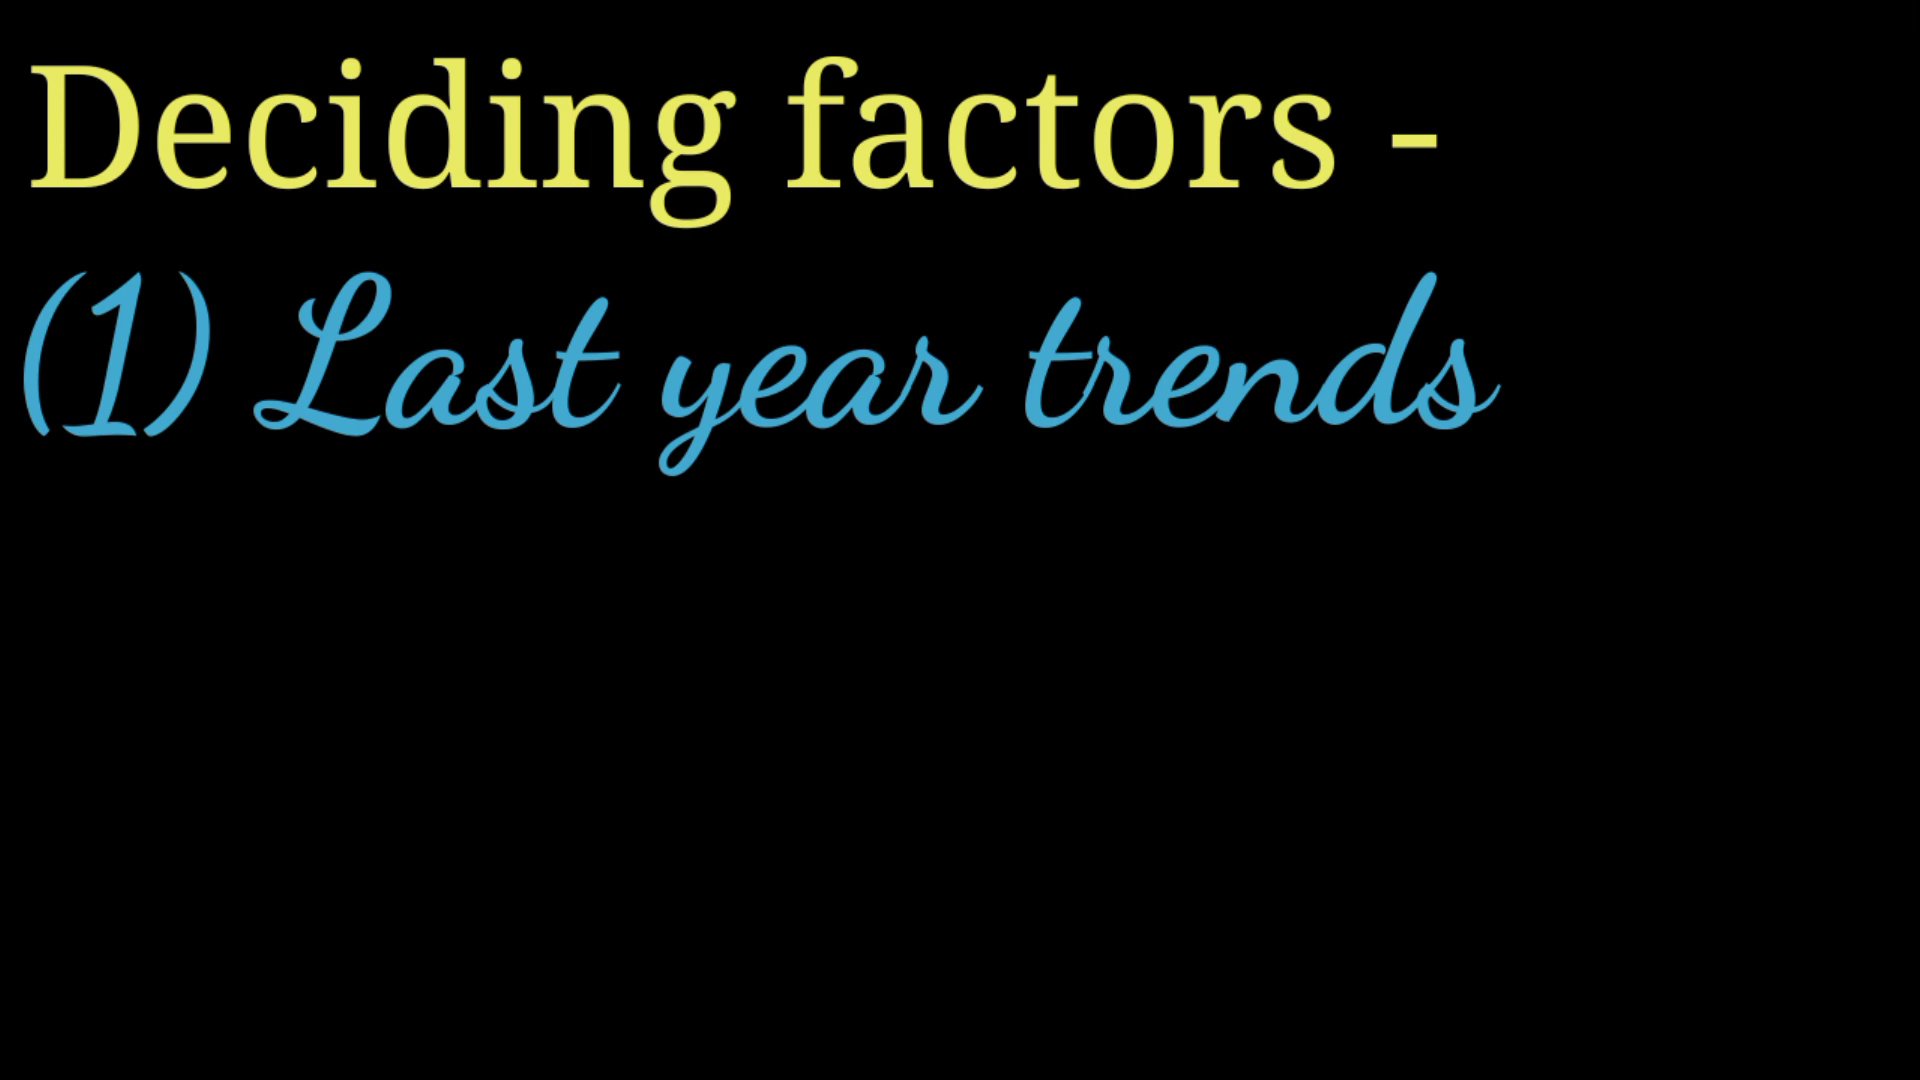 Deciding factors -
(1) Last year trends